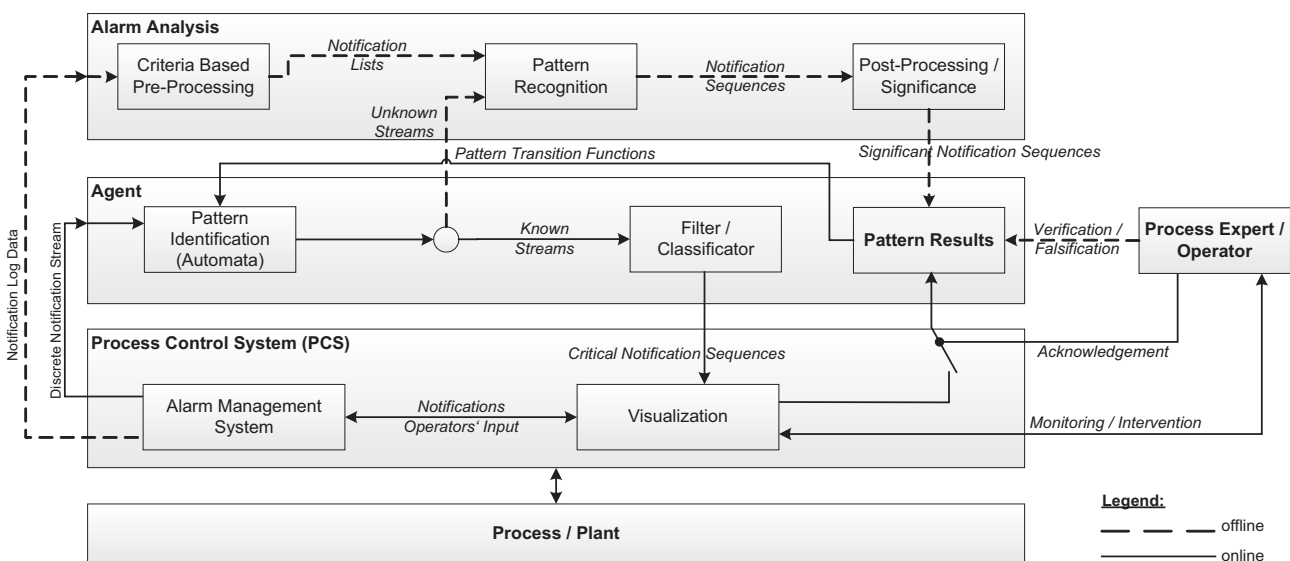 Alarm Analysis
Criteria Based
Pre-Processing
Notification
Lists
Pattern
Recognition
Notification
Sequences
Post-Processing /
Significance
Unknown
Streams
Pattern Transition Functions
Significant Notification Sequences
Agent
Pattern
Identification
(Automata)
Known
Streams
Filter /
Classificator
Pattern Results
Verification /
Falsification
Process Expert /
Operator
Notification Log Data
Discrete Notification Stream
Process Control System (PCS)
Critical Notification Sequences
Acknowledgement
Alarm Management
System
Notifications
Operators‘ Input
Visualization
Monitoring / Intervention
Process / Plant
Legend:
offline
online